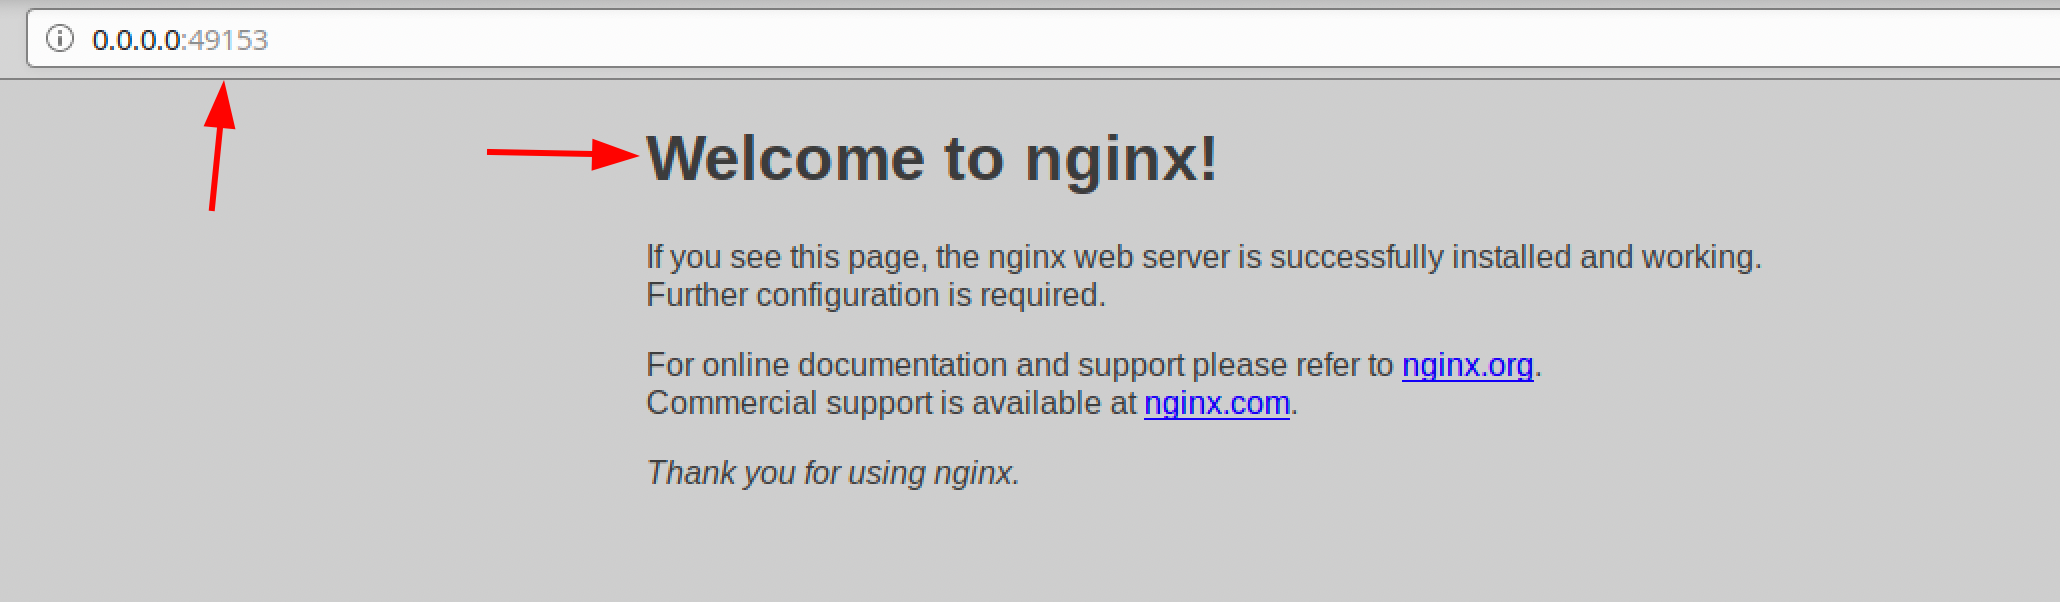 0.0.0.0:49153
Welcome to nginx!
If you see this page, the nginx web server is successfully installed and working.
Further configuration is required.
For online documentation and support please refer to nginx.org.
Commercial support is available at nginx.com.
Thank you for using nginx.